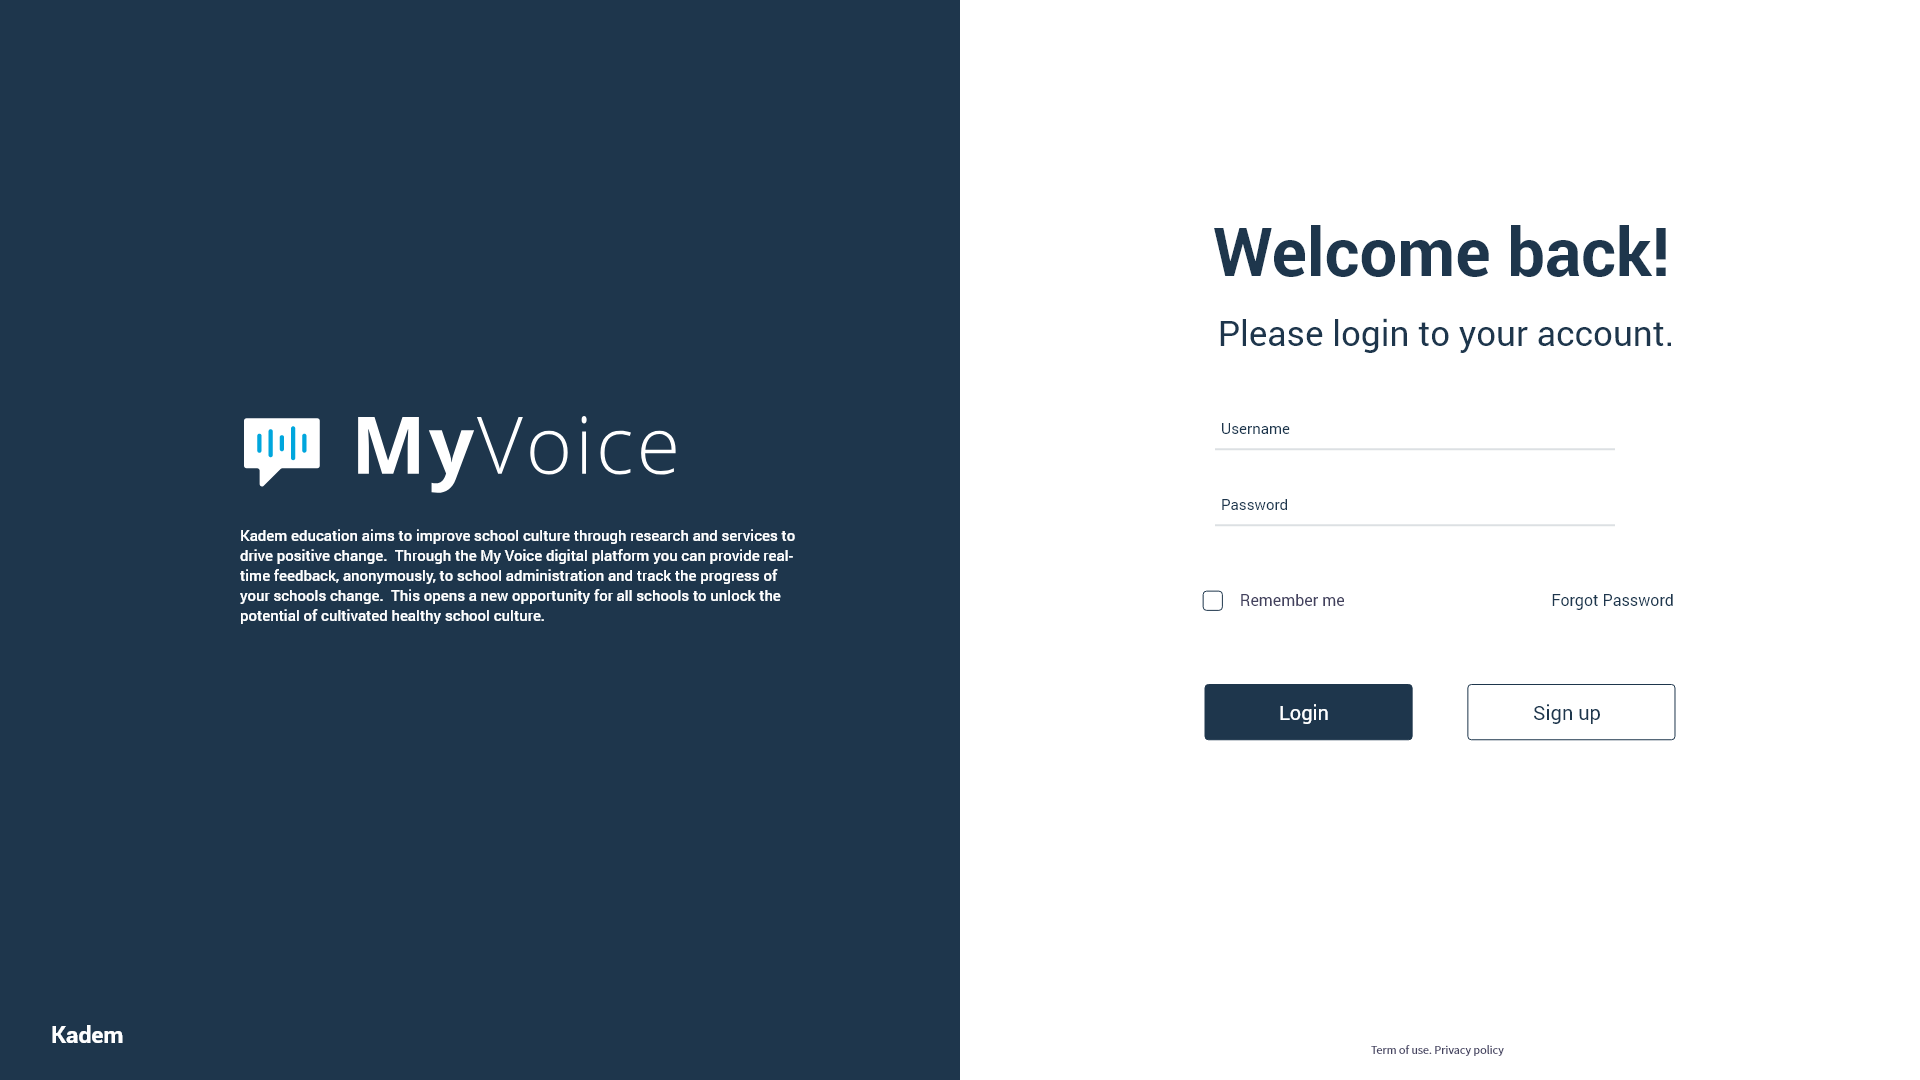 MyVoice
Kadem education aims to improve school culture through research and services to
drive positive change.  Through the My Voice digital platform you can provide real-
time feedback, anonymously, to school administration and track the progress of
your schools change.  This opens a new opportunity for all schools to unlock the
potential of cultivated healthy school culture.
Kadem
Welcome back!
Please login to your account.
Username
Password
Remember me
Forgot Password
Login
Sign up
Term of use. Privacy policy